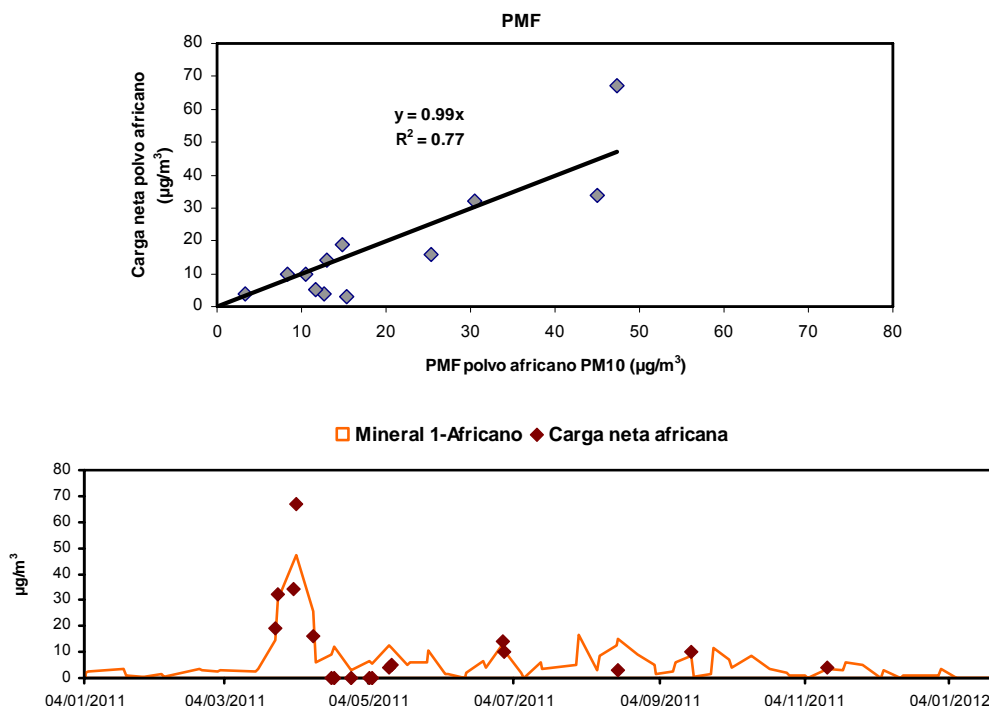 PMF
Carga neta polvo africano
(µg/m³)
80
70
60
50
40
30
20
10
0
y = 0.99x
R² = 0.77
0 10 20 30 40 50 60 70 80
PMF polvo africano PM10 (µg/m³)
Mineral 1-Africano Carga neta africana
µg/m³
80
70
60
50
40
30
20
10
0
04/01/2011 04/03/2011 04/05/2011 04/07/2011 04/09/2011 04/11/2011 04/01/2012